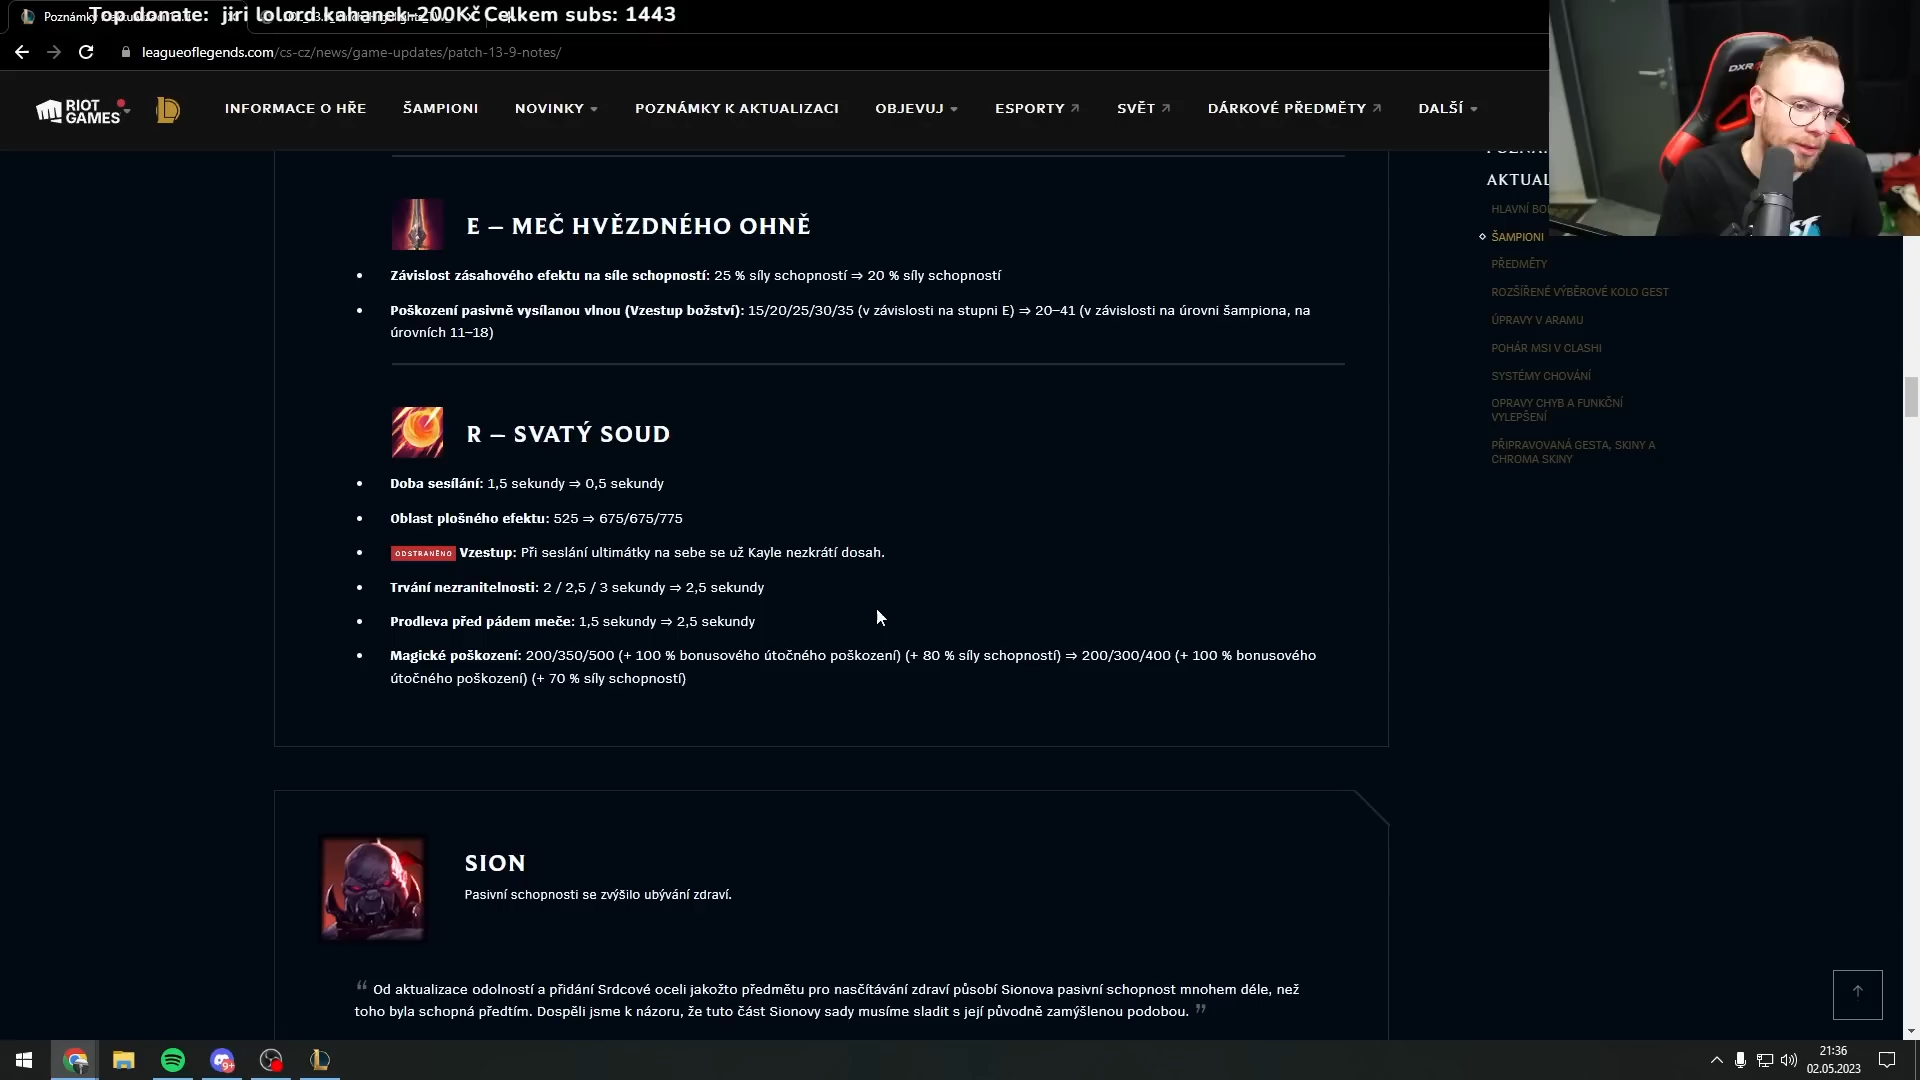 Top donate: jiri lolord kahanek-200Kč Celkem subs: 1443
Poznámky
leagueoflegends.com/cs-cz/news/game-updates/patch-13-9-notes/
RIOT GAMES
INFORMACE O HŘE ŠAMPIONI NOVINKY POZNÁMKY K AKTUALIZACI OBJEVUJ ESPORTY SVĚT DÁRKOVÉ PŘEDMĚTY DALŠÍ
DXR
AKTUAL
HLAVNÍ BO
ŠAMPIONI
PŘEDMĚTY
ROZŠÍŘENÉ VÝBĚROVÉ KOLO GEST
ÚPRAVY V ARAMU
POHÁR MSI V CLASHI
SYSTÉMY CHOVÁNÍ
OPRAVY CHYB A FUNKČNÍ
VYLEPŠENÍ
PŘIPRAVOVANÁ GESTA, SKINY A
CHROMA SKINY
E – MEČ HVĚZDNÉHO OHNĚ
• Závislost zásahového efektu na síle schopností: 25 % síly schopností ⇒ 20 % síly schopností
• Poškození pasivně vysílanou vlnou (Vzestup božství): 15/20/25/30/35 (v závislosti na stupni E) ⇒ 20–41 (v závislosti na úrovni šampiona, na
úrovních 11–18)
R – SVATÝ SOUD
• Doba sesílání: 1,5 sekundy ⇒ 0,5 sekundy
• Oblast plošného efektu: 525 ⇒ 675/675/775
• ODSTRANĚNO Vzestup: Při seslání ultimátky na sebe se už Kayle nezkrátí dosah.
• Trvání nezranitelnosti: 2 / 2,5 / 3 sekundy ⇒ 2,5 sekundy
• Prodleva před pádem meče: 1,5 sekundy ⇒ 2,5 sekundy
• Magické poškození: 200/350/500 (+ 100 % bonusového útočného poškození) (+ 80 % síly schopností) ⇒ 200/300/400 (+ 100 % bonusového
útočného poškození) (+ 70 % síly schopností)
SION
Pasivní schopnosti se zvýšilo ubývání zdraví.
“ Od aktualizace odolností a přidání Srdcové oceli jakožto předmětu pro nasčítávání zdraví působí Sionova pasivní schopnost mnohem déle, než
toho byla schopná předtím. Dospěli jsme k názoru, že tuto část Sionovy sady musíme sladit s její původně zamýšlenou podobou. ”
9+
21:36
02.05.2023